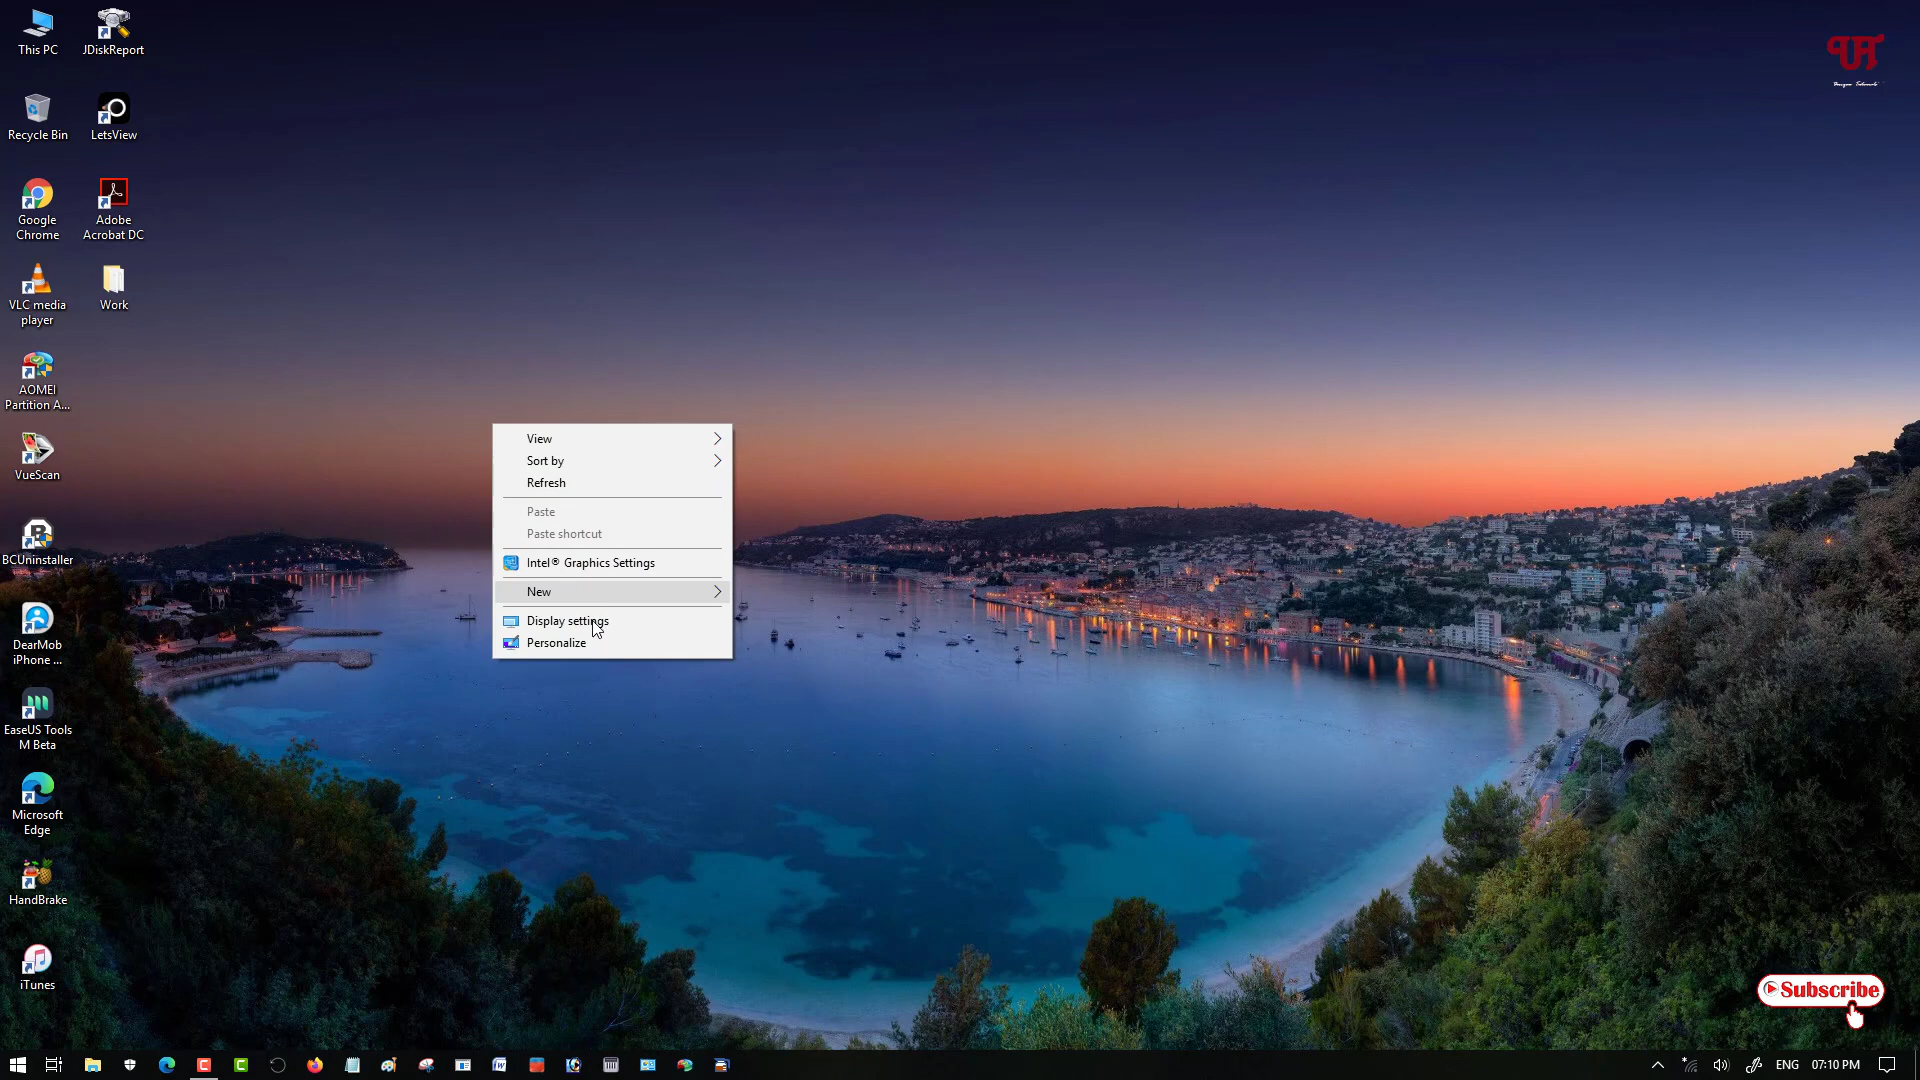 This PC
JDiskReport
Recycle Bin
LetsView
Google
Chrome
Adobe
Acrobat DC
VLC media
player
Work
AOMEI
Partition A...
VueScan
BCUninstaller
DearMob
iPhone ...
EaseUS Tools
M Beta
Microsoft
Edge
HandBrake
iTunes
View
Sort by
Refresh
Paste
Paste shortcut
Intel® Graphics Settings
New
Display settings
Personalize
Subscribe
ENG
07:10 PM